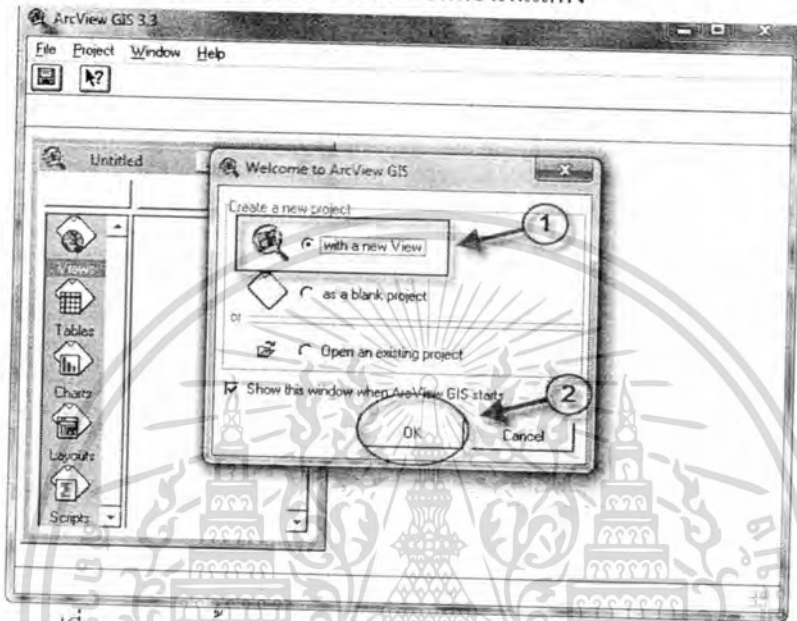 ArcView GIS 3.3
File Project Window Help
Untitled
Views
Tables
Charts
Layouts
Scripts
Welcome to ArcView GIS
Create a new project
with a new View
1
as a blank project
or
Open an existing project
Show this window when ArcView GIS starts
2
OK Cancel